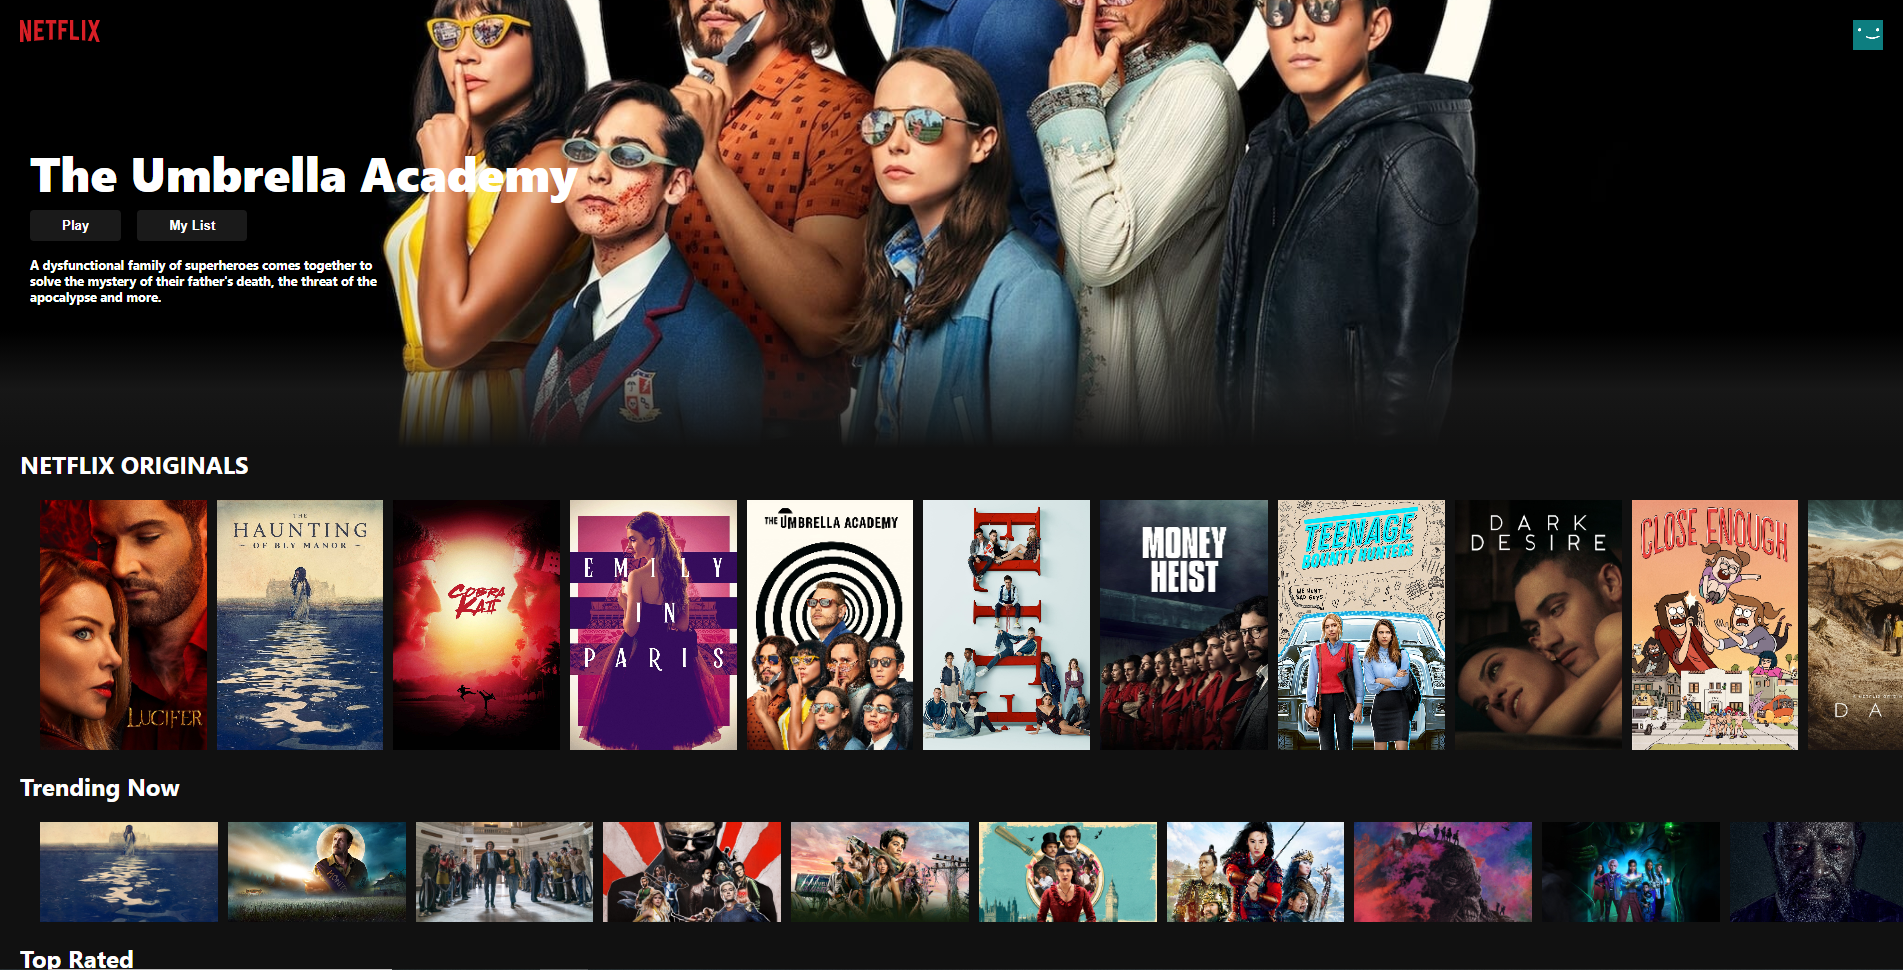 NETFLIX
The Umbrella Academy
Play
My List
A dysfunctional family of superheroes comes together to
solve the mystery of their father's death, the threat of the
apocalypse and more.
NETFLIX ORIGINALS
LUCIFER
THE
HAUNTING
- OF BLY MANOR -
COBRA
KAI
EMILY
IN
PARIS
THE UMBRELLA ACADEMY
ELITE
MONEY
HEIST
TEENAGE
BOUNTY HUNTERS
WE HUNT
BAD GUYS
DARK
DESIRE
CLOSE ENOUGH
D A
Trending Now
Top Rated